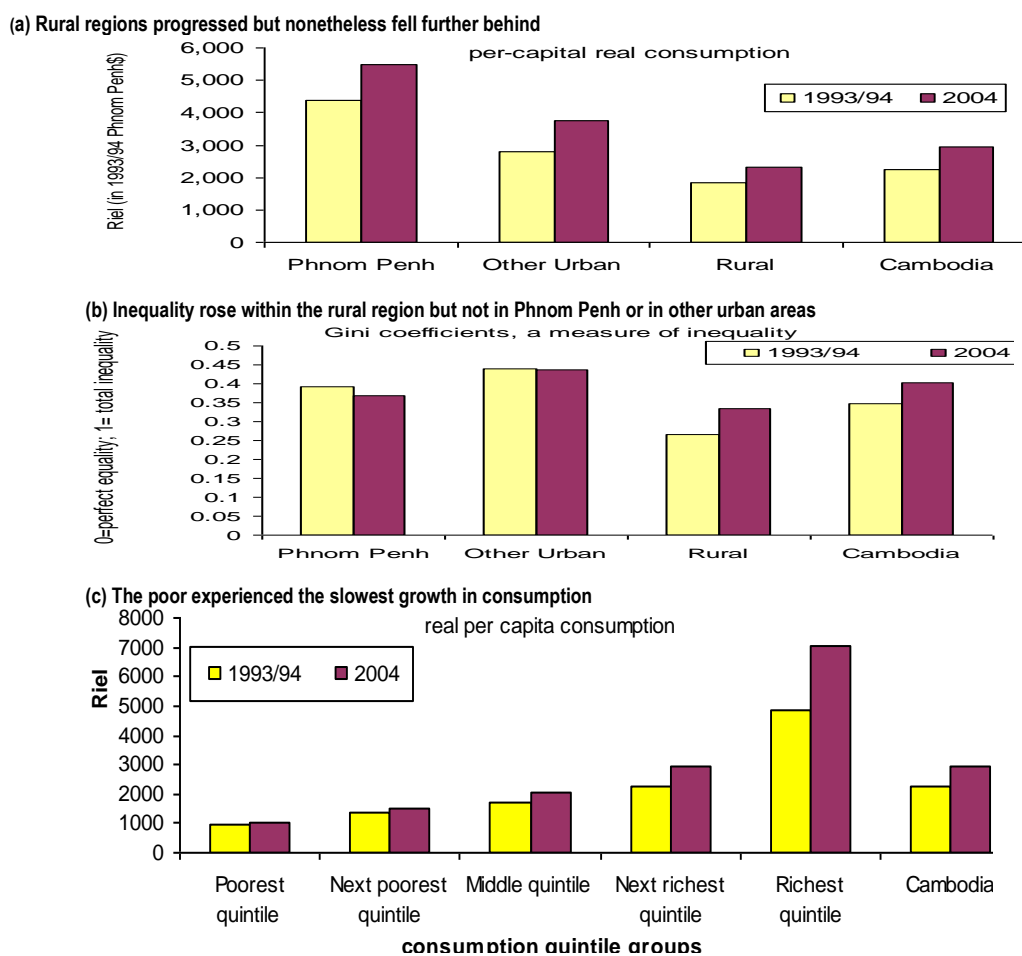 (a) Rural regions progressed but nonetheless fell further behind
per-capital real consumption
Riel (in 1993/94 Phnom Penh$)
6,000
5,000
4,000
3,000
2,000
1,000
0
1993/94 2004
Phnom Penh Other Urban Rural Cambodia
(b) Inequality rose within the rural region but not in Phnom Penh or in other urban areas
Gini coefficients, a measure of inequality
0=perfect equality; 1= total inequality
0.5
0.45
0.4
0.35
0.3
0.25
0.2
0.15
0.1
0.05
0
1993/94 2004
Phnom Penh Other Urban Rural Cambodia
(c) The poor experienced the slowest growth in consumption
real per capita consumption
Riel
8000
7000
6000
5000
4000
3000
2000
1000
0
1993/94 2004
Poorest Next poorest Middle quintile Next richest Richest Cambodia
quintile quintile quintile quintile
consumption quintile groups